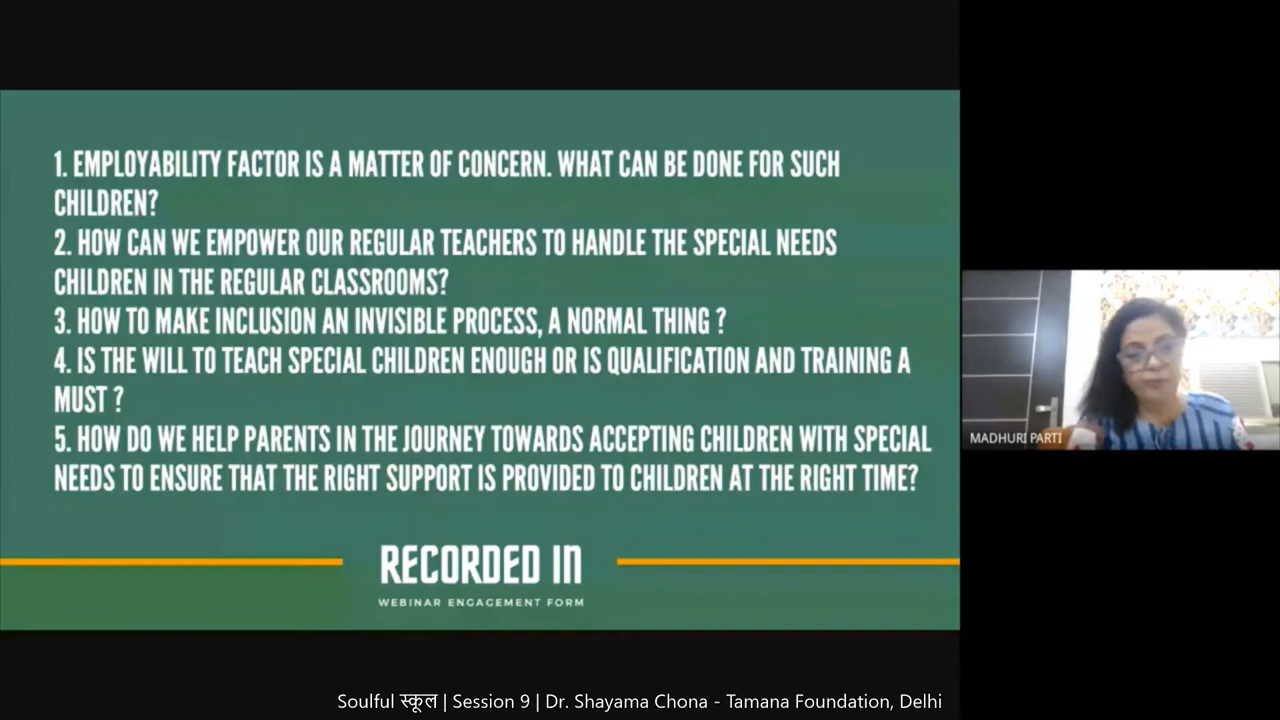 1. EMPLOYABILITY FACTOR IS A MATTER OF CONCERN. WHAT CAN BE DONE FOR SUCH
CHILDREN?
2. HOW CAN WE EMPOWER OUR REGULAR TEACHERS TO HANDLE THE SPECIAL NEEDS
CHILDREN IN THE REGULAR CLASSROOMS?
3. HOW TO MAKE INCLUSION AN INVISIBLE PROCESS, A NORMAL THING ?
4. IS THE WILL TO TEACH SPECIAL CHILDREN ENOUGH OR IS QUALIFICATION AND TRAINING A
MUST ?
5. HOW DO WE HELP PARENTS IN THE JOURNEY TOWARDS ACCEPTING CHILDREN WITH SPECIAL
NEEDS TO ENSURE THAT THE RIGHT SUPPORT IS PROVIDED TO CHILDREN AT THE RIGHT TIME?
RECORDED IN
WEBINAR ENGAGEMENT FORM
MADHURI PARTI
Soulful स्कूल | Session 9 | Dr. Shayama Chona - Tamana Foundation, Delhi